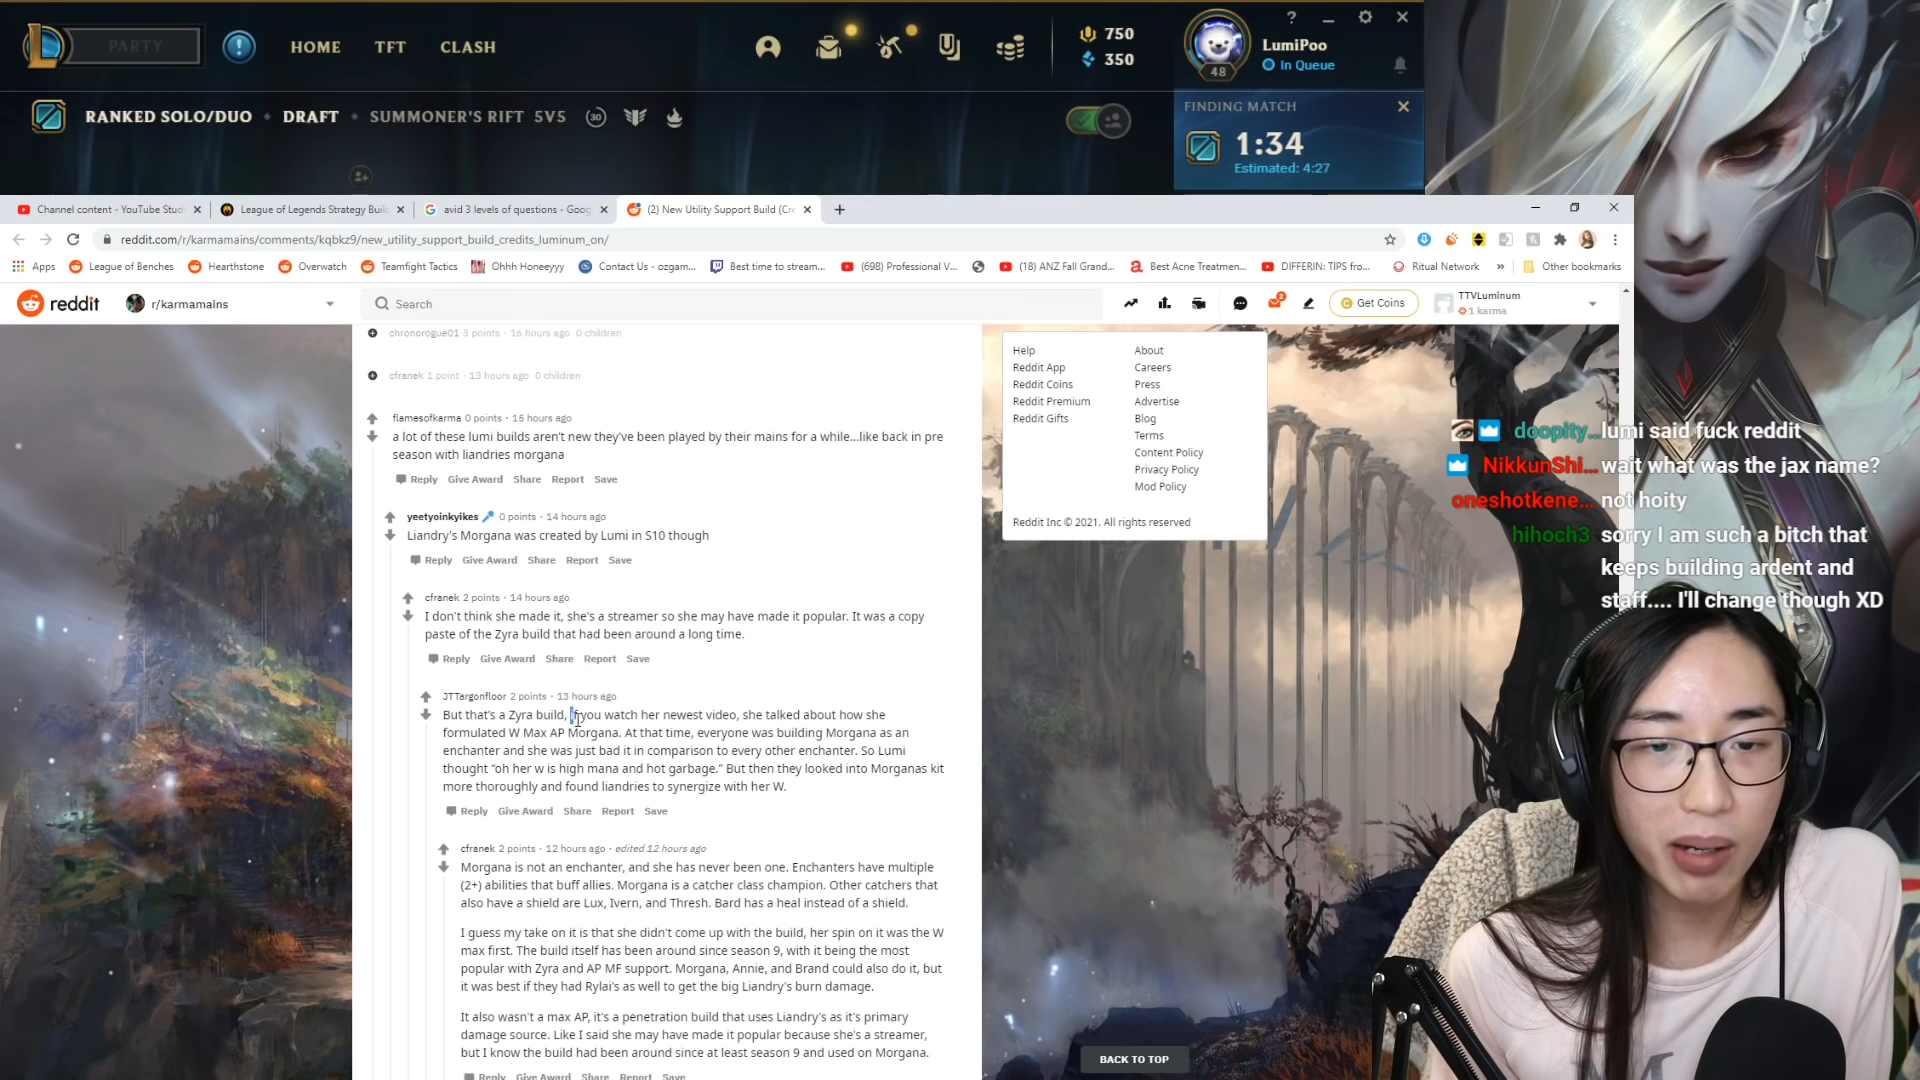 PARTY
HOME
TFT
CLASH
750
350
?
LumiPoo
In Queue
48
RANKED SOLO/DUO • DRAFT • SUMMONER'S RIFT 5V5
30
FINDING MATCH
1:34
Estimated: 4:27
Channel content - YouTube Stud
League of Legends Strategy Buil
avid 3 levels of questions - Goog
(2) New Utility Support Build (Cre
reddit.com/r/karmamains/comments/kqbkz9/new_utility_support_build_credits_luminum_on/
Apps
League of Benches
Hearthstone
Overwatch
Teamfight Tactics
Ohhh Honeeyyy
Contact Us - ozgam...
Best time to stream...
(698) Professional V...
(18) ANZ Fall Grand...
Best Acne Treatmen...
DIFFERIN: TIPS fro...
Ritual Network
»
Other bookmarks
reddit
r/karmamains
Search
2
Get Coins
TTVLuminum
1 karma
chronorogue01 3 points · 16 hours ago 0 children
cfranek 1 point · 13 hours ago 0 children
flamesofkarma 0 points · 15 hours ago
a lot of these lumi builds aren't new they've been played by their mains for a while...like back in pre
season with liandries morgana
Reply Give Award Share Report Save
yeetyoinkyikes 0 points · 14 hours ago
Liandry's Morgana was created by Lumi in S10 though
Reply Give Award Share Report Save
cfranek 2 points · 14 hours ago
I don't think she made it, she's a streamer so she may have made it popular. It was a copy
paste of the Zyra build that had been around a long time.
Reply Give Award Share Report Save
JTTargonfloor 2 points · 13 hours ago
But that's a Zyra build, if you watch her newest video, she talked about how she
formulated W Max AP Morgana. At that time, everyone was building Morgana as an
enchanter and she was just bad it in comparison to every other enchanter. So Lumi
thought “oh her w is high mana and hot garbage.” But then they looked into Morganas kit
more thoroughly and found liandries to synergize with her W.
Reply Give Award Share Report Save
cfranek 2 points · 12 hours ago · edited 12 hours ago
Morgana is not an enchanter, and she has never been one. Enchanters have multiple
(2+) abilities that buff allies. Morgana is a catcher class champion. Other catchers that
also have a shield are Lux, Ivern, and Thresh. Bard has a heal instead of a shield.
I guess my take on it is that she didn't come up with the build, her spin on it was the W
max first. The build itself has been around since season 9, with it being the most
popular with Zyra and AP MF support. Morgana, Annie, and Brand could also do it, but
it was best if they had Rylai's as well to get the big Liandry's burn damage.
It also wasn't a max AP, it's a penetration build that uses Liandry's as it's primary
damage source. Like I said she may have made it popular because she's a streamer,
but I know the build had been around since at least season 9 and used on Morgana.
Reply Give Award Share Report Save
Help
Reddit App
Reddit Coins
Reddit Premium
Reddit Gifts
About
Careers
Press
Advertise
Blog
Terms
Content Policy
Privacy Policy
Mod Policy
Reddit Inc © 2021. All rights reserved
BACK TO TOP
doopity... lumi said fuck reddit
NikkunShi... wait what was the jax name?
oneshotkene... not hoity
hihoch3 sorry I am such a bitch that
keeps building ardent and
staff.... I'll change though XD